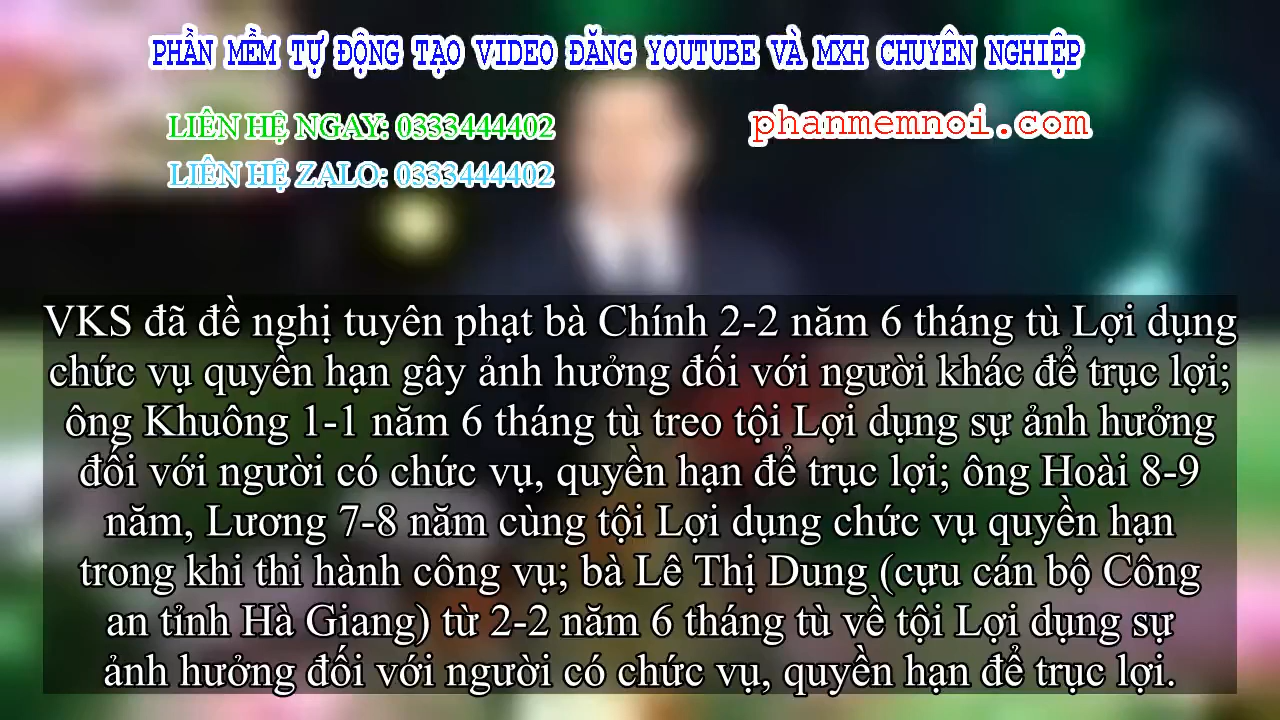 PHẦN MỀM TỰ ĐỘNG TẠO VIDEO ĐĂNG YOUTUBE VÀ MXH CHUYÊN NGHIỆP
LIÊN HỆ NGAY: 0333444402
phanmemnoi.com
LIÊN HỆ ZALO: 0333444402
VKS đã đề nghị tuyên phạt bà Chính 2-2 năm 6 tháng tù Lợi dụng
chức vụ quyền hạn gây ảnh hưởng đối với người khác để trục lợi;
ông Khuông 1-1 năm 6 tháng tù treo tội Lợi dụng sự ảnh hưởng
đối với người có chức vụ, quyền hạn để trục lợi; ông Hoài 8-9
năm, Lương 7-8 năm cùng tội Lợi dụng chức vụ quyền hạn
trong khi thi hành công vụ; bà Lê Thị Dung (cựu cán bộ Công
an tỉnh Hà Giang) từ 2-2 năm 6 tháng tù về tội Lợi dụng sự
ảnh hưởng đối với người có chức vụ, quyền hạn để trục lợi.